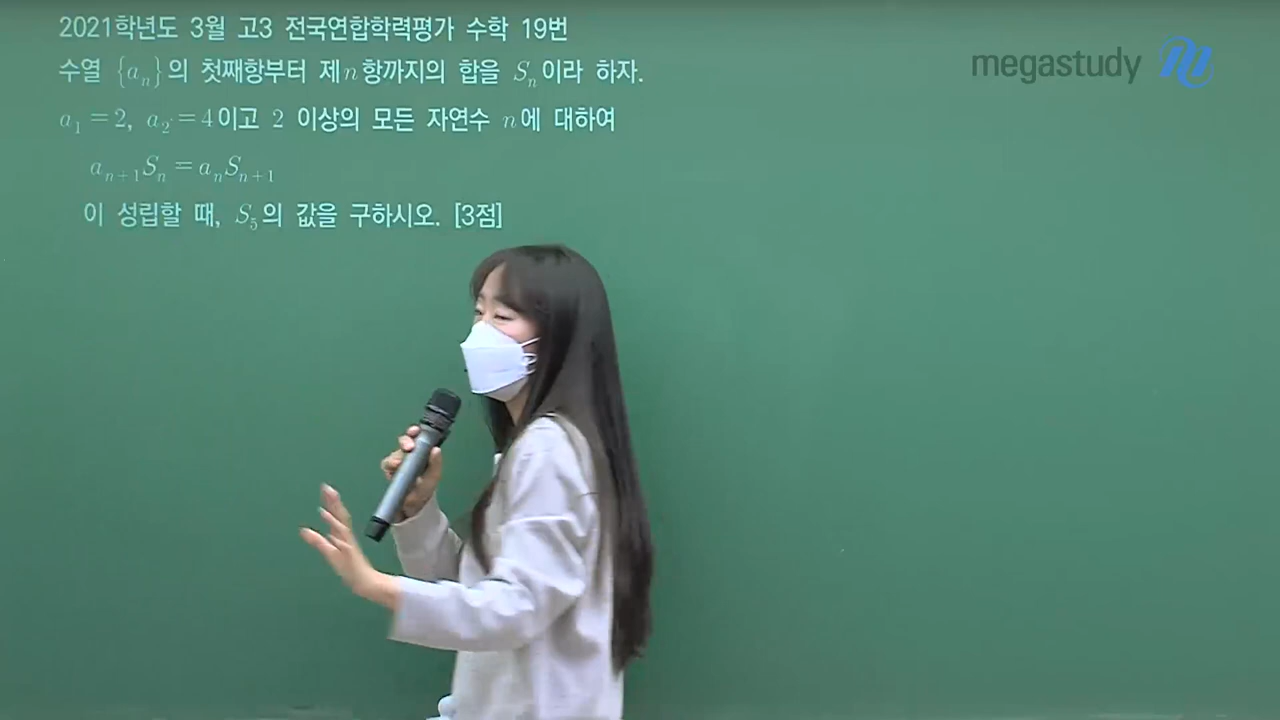 2021학년도 3월 고3 전국연합학력평가 수학 19번
megastudy
수열 {aₙ}의 첫째항부터 제n항까지의 합을 Sₙ이라 하자.
a₁ = 2, a₂ = 4이고 2 이상의 모든 자연수 n에 대하여
aₙ₊₁Sₙ = aₙSₙ₊₁
이 성립할 때, S₅의 값을 구하시오. [3점]